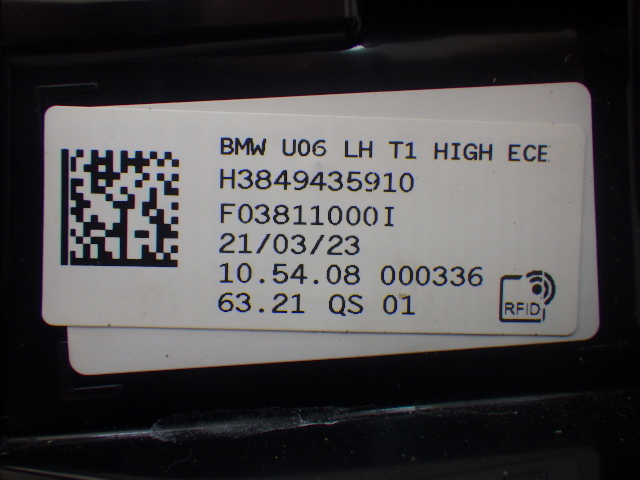 BMW U06 LH T1 HIGH ECE
H3849435910
F03811000I
21/03/23
10.54.08 000336
63.21 QS 01
RFID